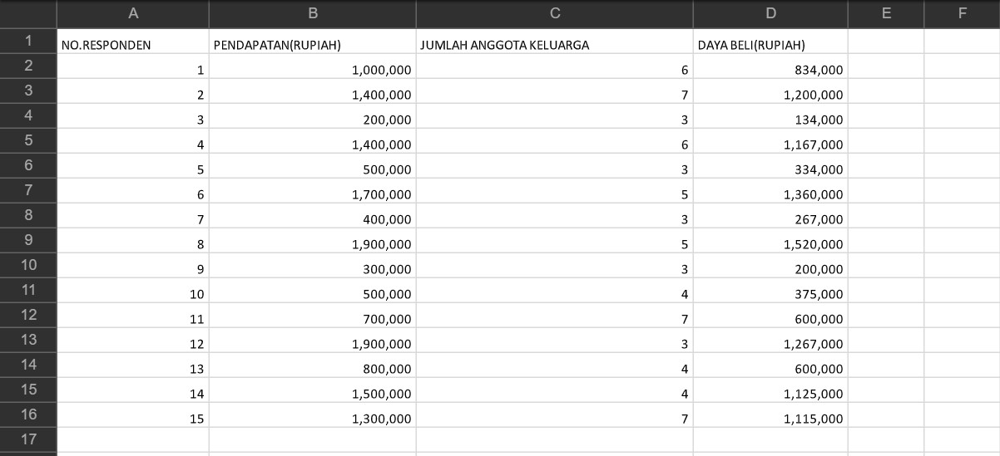 A B C D E F
1 NO.RESPONDEN PENDAPATAN(RUPIAH) JUMLAH ANGGOTA KELUARGA DAYA BELI(RUPIAH)
2 1 1,000,000 6 834,000
3 2 1,400,000 7 1,200,000
4 3 200,000 3 134,000
5 4 1,400,000 6 1,167,000
6 5 500,000 3 334,000
7 6 1,700,000 5 1,360,000
8 7 400,000 3 267,000
9 8 1,900,000 5 1,520,000
10 9 300,000 3 200,000
11 10 500,000 4 375,000
12 11 700,000 7 600,000
13 12 1,900,000 3 1,267,000
14 13 800,000 4 600,000
15 14 1,500,000 4 1,125,000
16 15 1,300,000 7 1,115,000
17